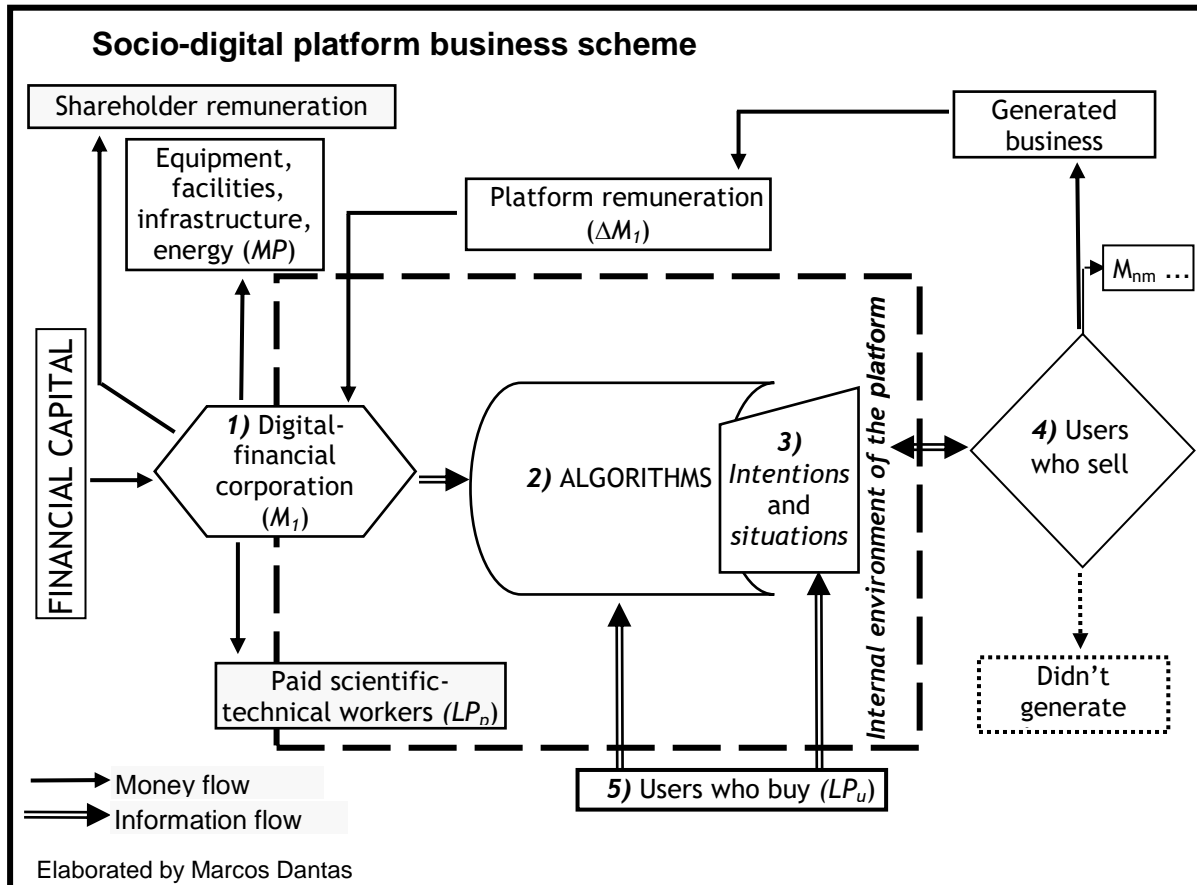 Socio-digital platform business scheme
Shareholder remuneration
Equipment,
facilities,
infrastructure,
energy (MP)
Platform remuneration
(ΔM₁)
Generated
business
Mₙₘ ...
FINANCIAL CAPITAL
1) Digital-
financial
corporation
(M₁)
2) ALGORITHMS
3)
Intentions
and
situations
Internal environment of the platform
4) Users
who sell
Didn’t
generate
Paid scientific-
technical workers (LPₚ)
5) Users who buy (LPᵤ)
Money flow
Information flow
Elaborated by Marcos Dantas